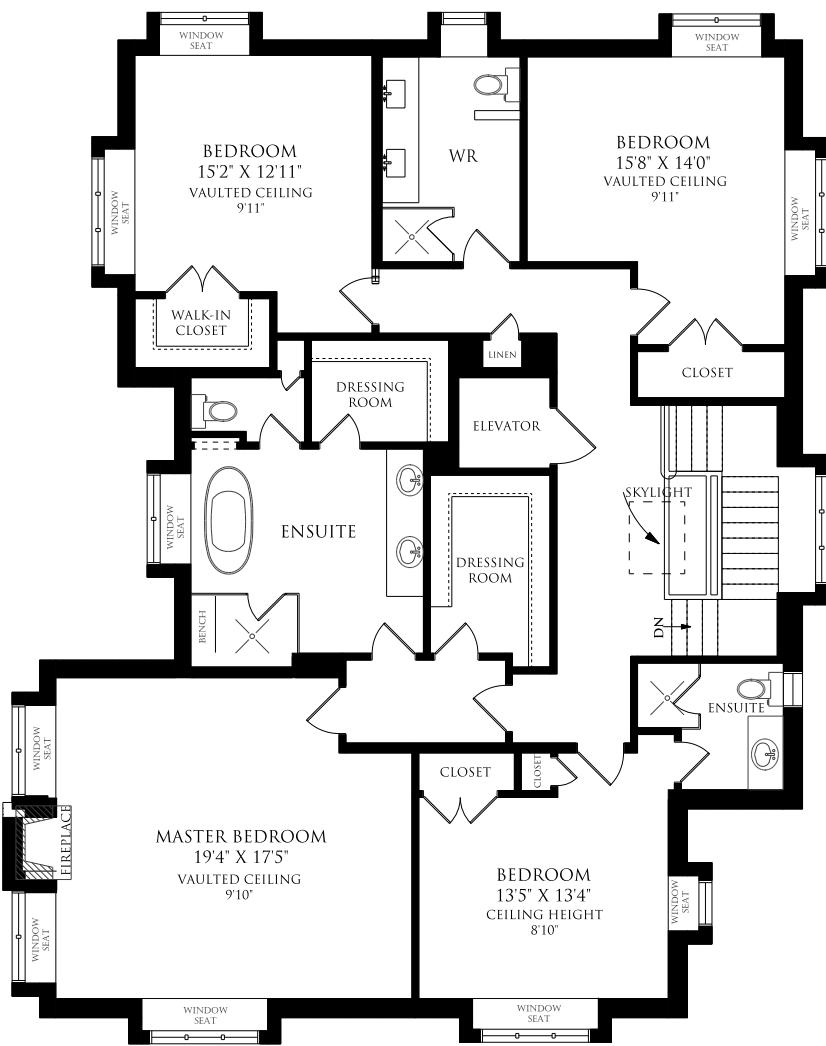 WINDOW
SEAT
WINDOW
SEAT
BEDROOM
15'2" X 12'11"
VAULTED CEILING
9'11"
WR
BEDROOM
15'8" X 14'0"
VAULTED CEILING
9'11"
WINDOW
SEAT
WINDOW
SEAT
WALK-IN
CLOSET
LINEN
CLOSET
DRESSING
ROOM
ELEVATOR
SKYLIGHT
WINDOW
SEAT
ENSUITE
DRESSING
ROOM
BENCH
DN
ENSUITE
WINDOW
SEAT
CLOSET
CLOSET
FIREPLACE
MASTER BEDROOM
19'4" X 17'5"
VAULTED CEILING
9'10"
BEDROOM
13'5" X 13'4"
CEILING HEIGHT
8'10"
WINDOW
SEAT
WINDOW
SEAT
WINDOW
SEAT
WINDOW
SEAT